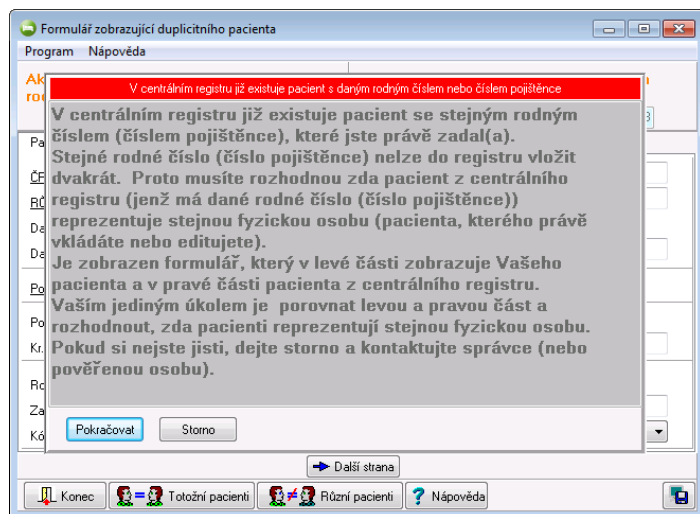 Formulář zobrazující duplicitního pacienta
Program Nápověda
V centrálním registru již existuje pacient s daným rodným číslem nebo číslem pojištěnce
V centrálním registru již existuje pacient se stejným rodným
číslem (číslem pojištěnce), které jste právě zadal(a).
Stejné rodné číslo (číslo pojištěnce) nelze do registru vložit
dvakrát. Proto musíte rozhodnou zda pacient z centrálního
registru (jenž má dané rodné číslo (číslo pojištěnce))
reprezentuje stejnou fyzickou osobu (pacienta, kterého právě
vkládáte nebo editujete).
Je zobrazen formulář, který v levé části zobrazuje Vašeho
pacienta a v pravé části pacienta z centrálního registru.
Vaším jediným úkolem je porovnat levou a pravou část a
rozhodnout, zda pacienti reprezentují stejnou fyzickou osobu.
Pokud si nejste jisti, dejte storno a kontaktujte správce (nebo
pověřenou osobu).
Pokračovat Storno
Další strana
Konec Totožní pacienti Různí pacienti Nápověda